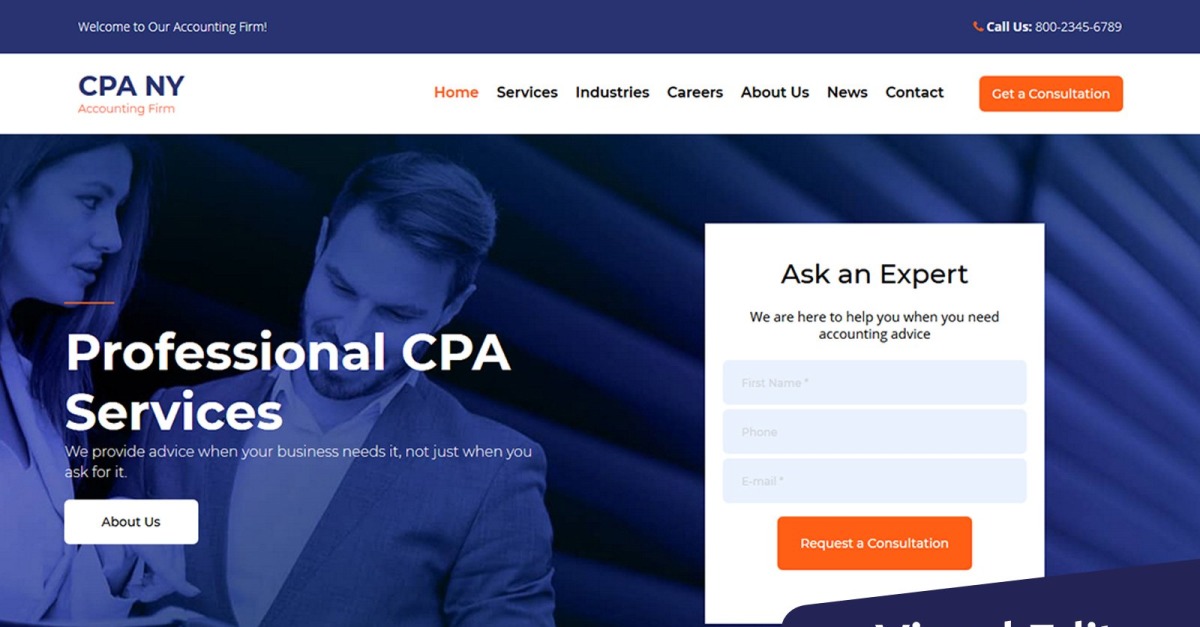 Welcome to Our Accounting Firm!
Call Us: 800-2345-6789
CPA NY
Accounting Firm
Home Services Industries Careers About Us News Contact
Get a Consultation
Professional CPA
Services
We provide advice when your business needs it, not just when you
ask for it.
About Us
Ask an Expert
We are here to help you when you need
accounting advice
First Name *
Phone
E-mail *
Request a Consultation